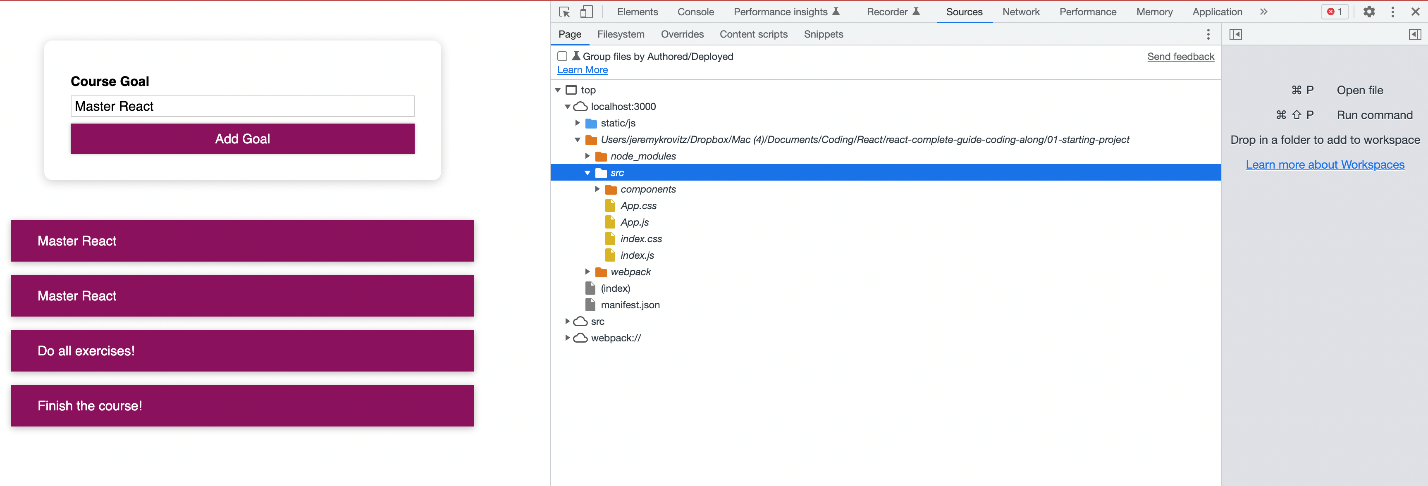 Course Goal
Master React
Add Goal
Master React
Master React
Do all exercises!
Finish the course!
Elements Console Performance insights Recorder Sources Network Performance Memory Application » 1
Page Filesystem Overrides Content scripts Snippets
Group files by Authored/Deployed Send feedback
Learn More
top
localhost:3000
static/js
Users/jeremykrovitz/Dropbox/Mac (4)/Documents/Coding/React/react-complete-guide-coding-along/01-starting-project
node_modules
src
components
App.css
App.js
index.css
index.js
webpack
(index)
manifest.json
src
webpack://
⌘ P Open file
⌘ ⇧ P Run command
Drop in a folder to add to workspace
Learn more about Workspaces